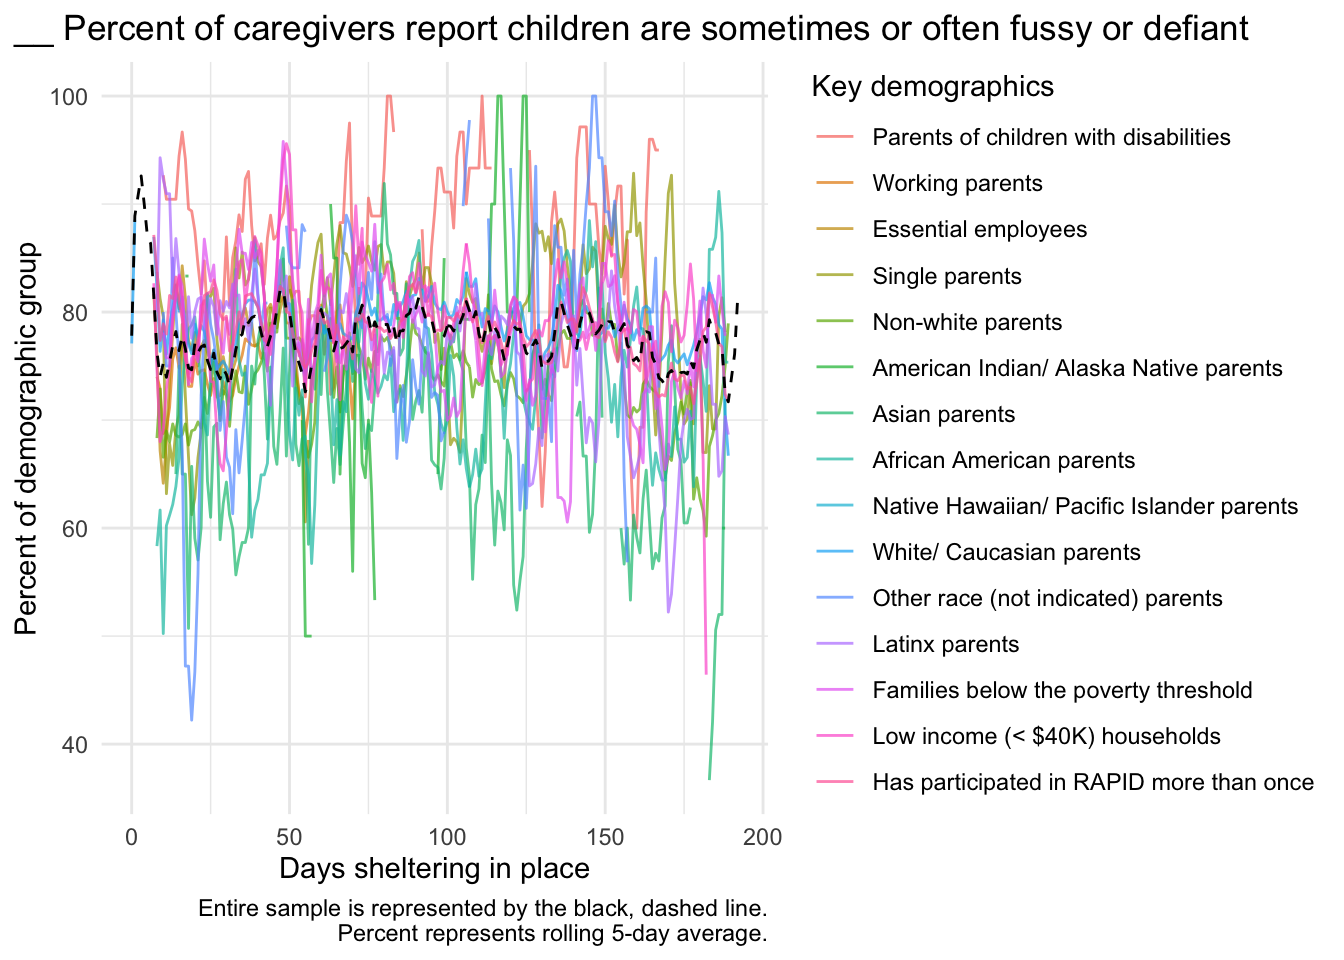 __ Percent of caregivers report children are sometimes or often fussy or defiant
Percent of demographic group
100
80
60
40
0
50
100
150
200
Days sheltering in place
Key demographics
Parents of children with disabilities
Working parents
Essential employees
Single parents
Non-white parents
American Indian/ Alaska Native parents
Asian parents
African American parents
Native Hawaiian/ Pacific Islander parents
White/ Caucasian parents
Other race (not indicated) parents
Latinx parents
Families below the poverty threshold
Low income (< $40K) households
Has participated in RAPID more than once
Entire sample is represented by the black, dashed line.
Percent represents rolling 5-day average.